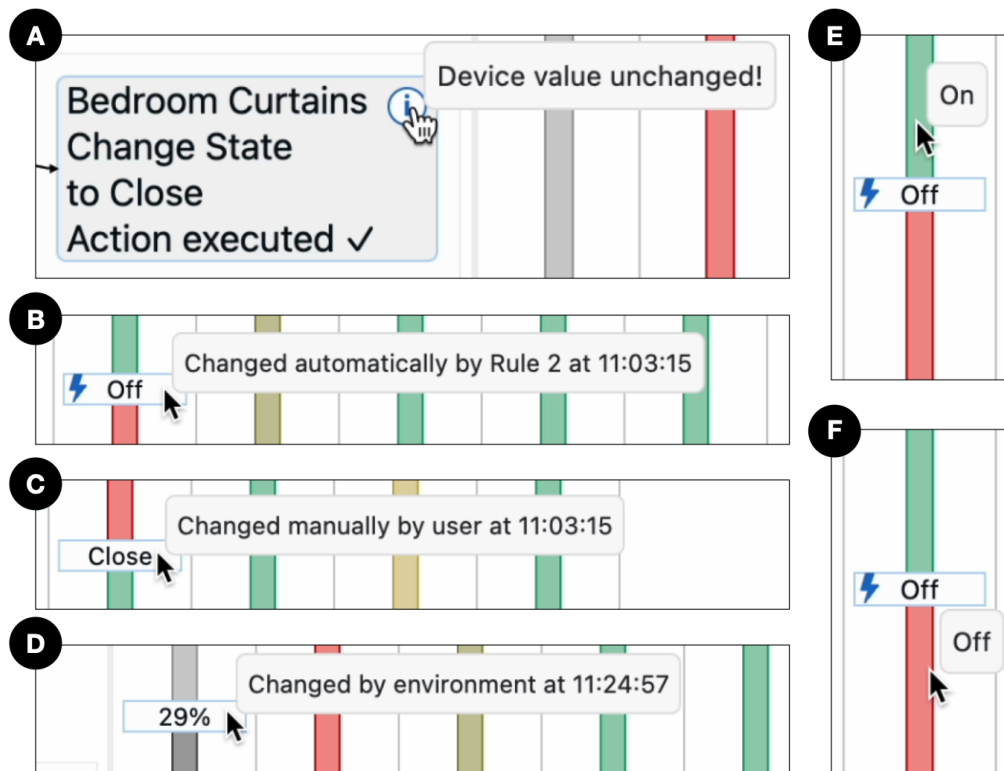 A
Device value unchanged!
Bedroom Curtains
Change State
to Close
Action executed ✓
B
Changed automatically by Rule 2 at 11:03:15
Off
C
Changed manually by user at 11:03:15
Close
D
Changed by environment at 11:24:57
29%
E
On
Off
F
Off
Off